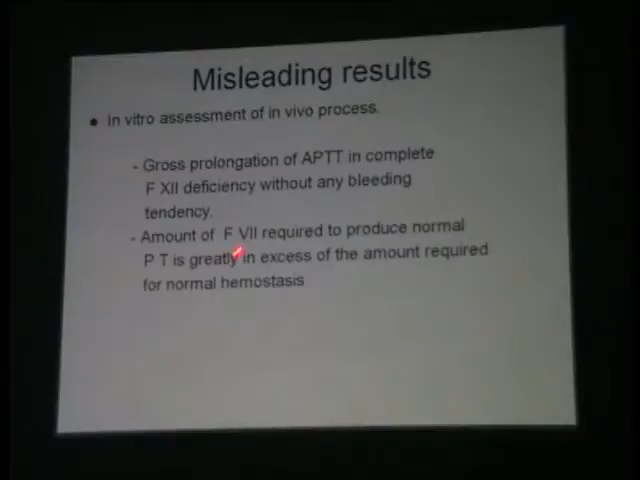 Misleading results
• In vitro assessment of in vivo process.
- Gross prolongation of APTT in complete
F XII deficiency without any bleeding
tendency.
- Amount of F VII required to produce normal
P T is greatly in excess of the amount required
for normal hemostasis